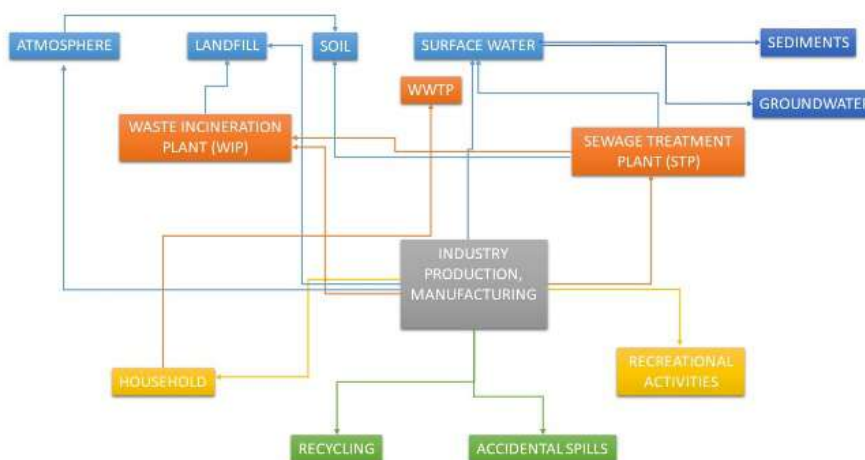 ATMOSPHERE
LANDFILL
SOIL
SURFACE WATER
SEDIMENTS
WWTP
GROUNDWATER
WASTE INCINERATION
PLANT (WIP)
SEWAGE TREATMENT
PLANT (STP)
INDUSTRY
PRODUCTION,
MANUFACTURING
HOUSEHOLD
RECREATIONAL
ACTIVITIES
RECYCLING
ACCIDENTAL SPILLS